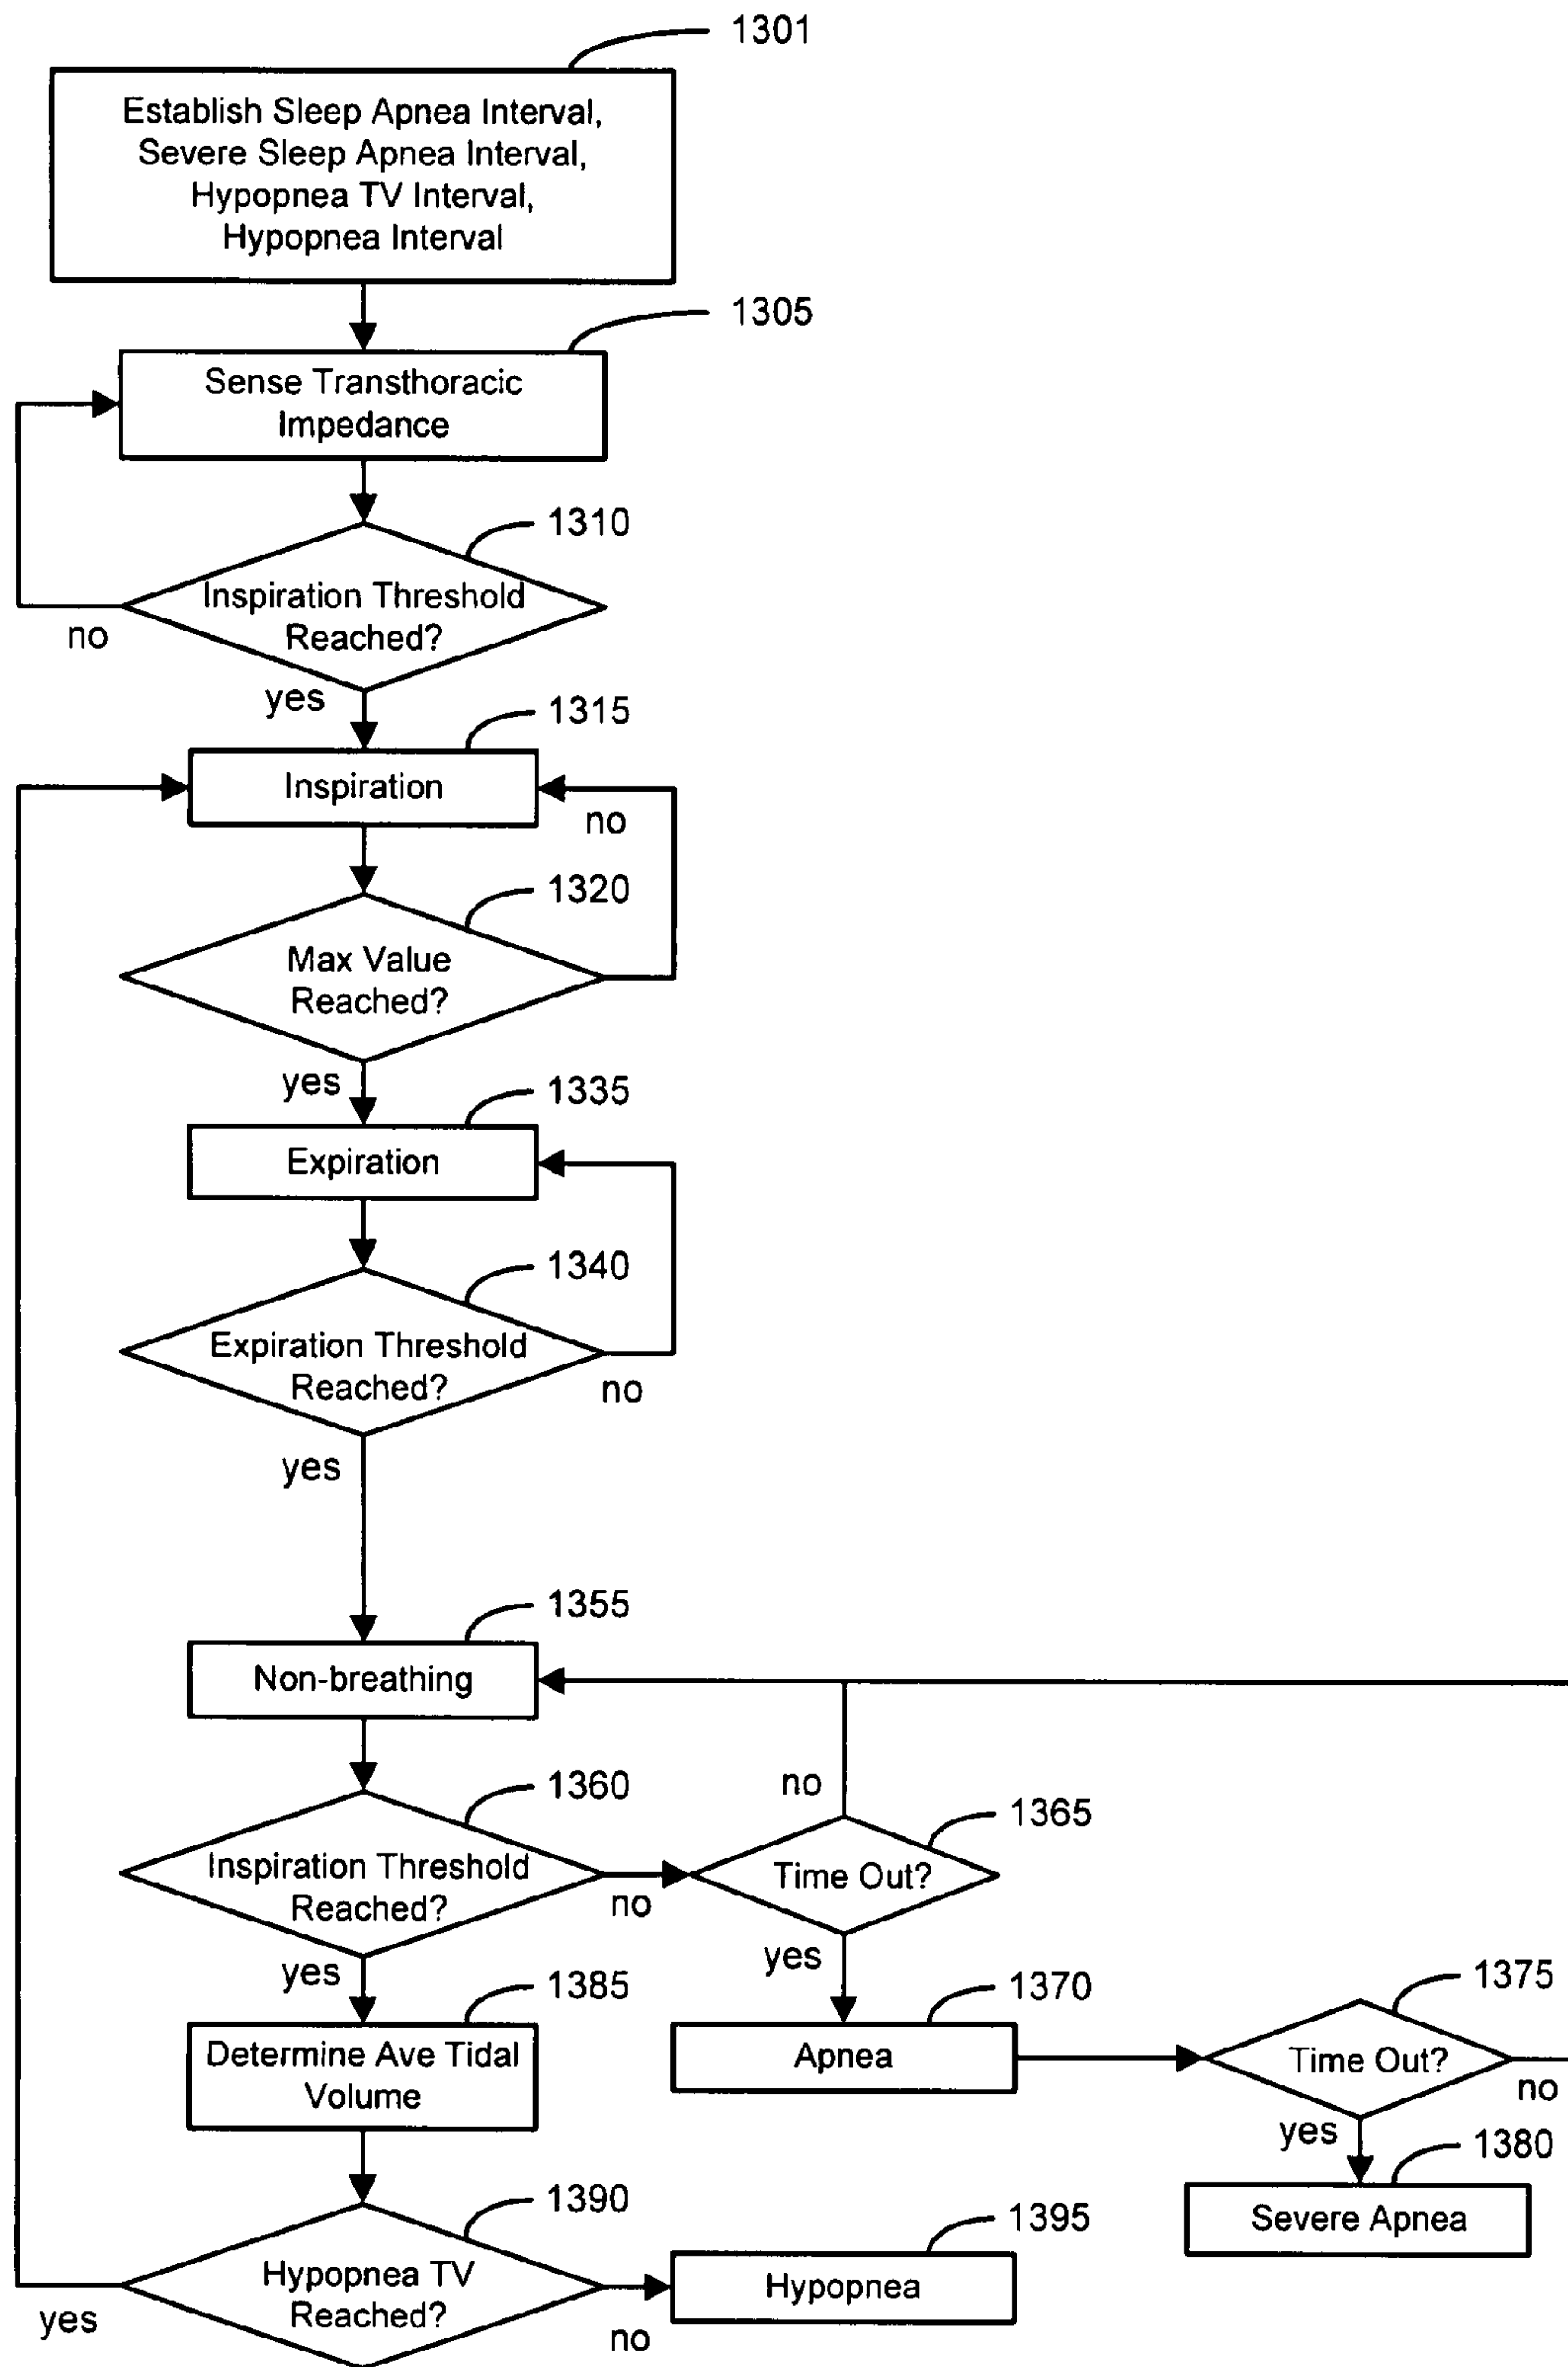 1301
Establish Sleep Apnea Interval,
Severe Sleep Apnea Interval,
Hypopnea TV Interval,
Hypopnea Interval
1305
Sense Transthoracic
Impedance
1310
Inspiration Threshold
Reached?
no
yes
1315
Inspiration
no
1320
Max Value
Reached?
yes
1335
Expiration
1340
Expiration Threshold
Reached?
no
yes
1355
Non-breathing
1360
Inspiration Threshold
Reached?
no
no
1365
Time Out?
yes
yes
1385
Determine Ave Tidal
Volume
1370
Apnea
1375
Time Out?
no
yes
1380
Severe Apnea
1390
Hypopnea TV
Reached?
yes
no
1395
Hypopnea